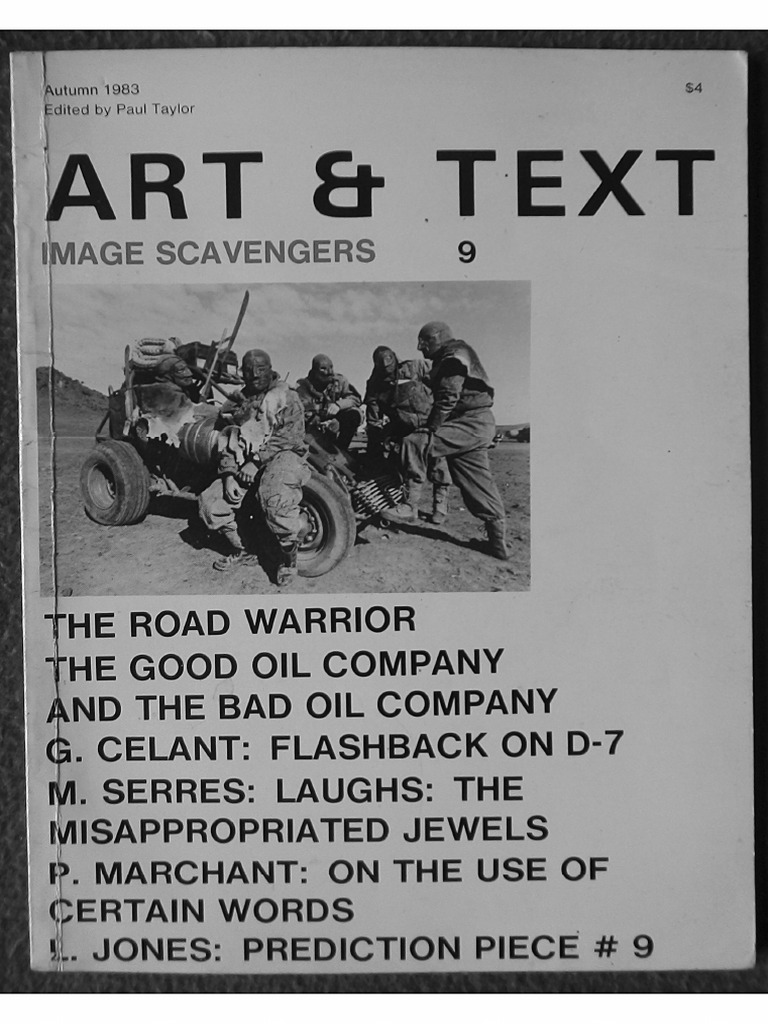 Autumn 1983
$4
Edited by Paul Taylor
ART & TEXT
IMAGE SCAVENGERS 9
THE ROAD WARRIOR
THE GOOD OIL COMPANY
AND THE BAD OIL COMPANY
G. CELANT: FLASHBACK ON D-7
M. SERRES: LAUGHS: THE
MISAPPROPRIATED JEWELS
P. MARCHANT: ON THE USE OF
CERTAIN WORDS
L. JONES: PREDICTION PIECE # 9